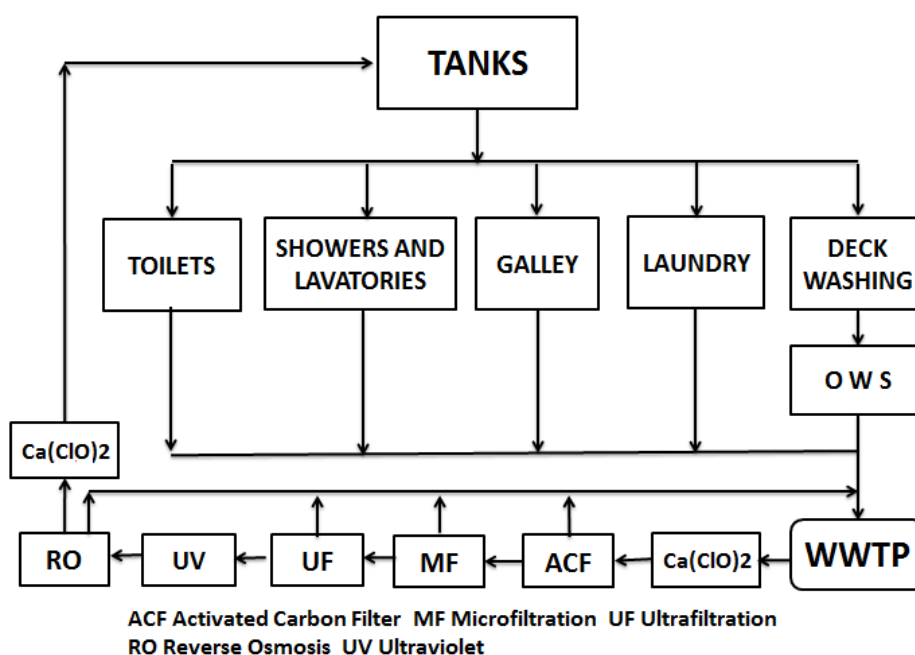 TANKS
TOILETS
SHOWERS AND
LAVATORIES
GALLEY
LAUNDRY
DECK
WASHING
O W S
Ca(ClO)2
RO
UV
UF
MF
ACF
Ca(ClO)2
WWTP
ACF Activated Carbon Filter MF Microfiltration UF Ultrafiltration
RO Reverse Osmosis UV Ultraviolet